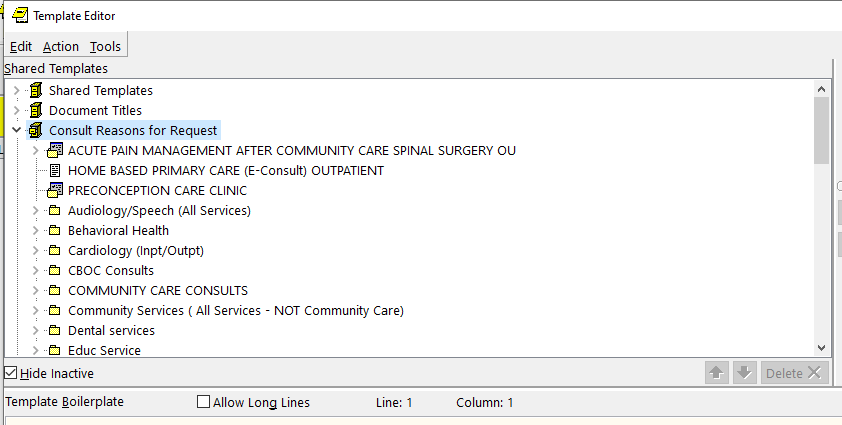 Template Editor
Edit Action Tools
Shared Templates
Shared Templates
Document Titles
Consult Reasons for Request
ACUTE PAIN MANAGEMENT AFTER COMMUNITY CARE SPINAL SURGERY OU
HOME BASED PRIMARY CARE (E-Consult) OUTPATIENT
PRECONCEPTION CARE CLINIC
Audiology/Speech (All Services)
Behavioral Health
Cardiology (Inpt/Outpt)
CBOC Consults
COMMUNITY CARE CONSULTS
Community Services ( All Services - NOT Community Care)
Dental services
Educ Service
Hide Inactive Delete
Template Boilerplate Allow Long Lines Line: 1 Column: 1